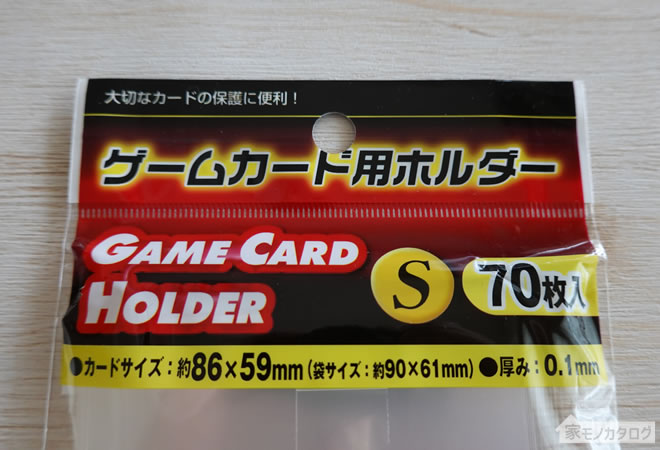 大切なカードの保護に便利！
ゲームカード用ホルダー
GAME CARD
HOLDER
S
70枚入
●カードサイズ：約86×59mm（袋サイズ：約90×61mm）●厚み：0.1mm
家モノカタログ